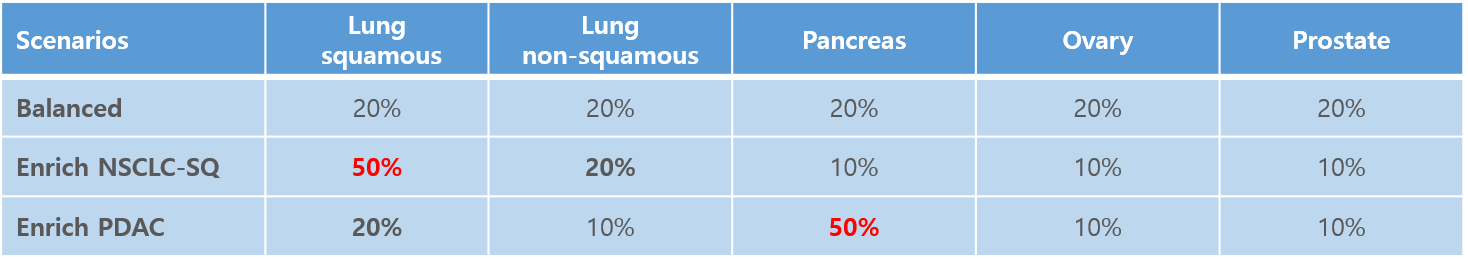 Scenarios Lung squamous Lung non-squamous Pancreas Ovary Prostate
Balanced 20% 20% 20% 20% 20%
Enrich NSCLC-SQ 50% 20% 10% 10% 10%
Enrich PDAC 20% 10% 50% 10% 10%